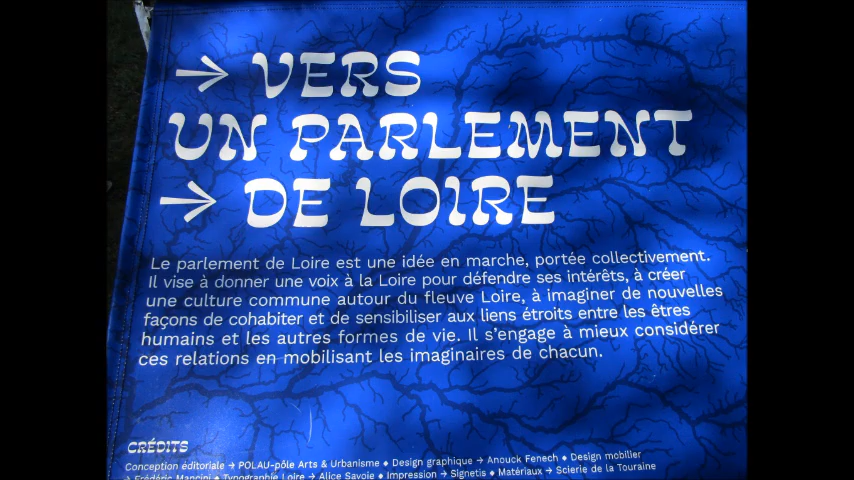 → VERS
UN PARLEMENT
→ DE LOIRE
Le parlement de Loire est une idée en marche, portée collectivement.
Il vise à donner une voix à la Loire pour défendre ses intérêts, à créer
une culture commune autour du fleuve Loire, à imaginer de nouvelles
façons de cohabiter et de sensibiliser aux liens étroits entre les êtres
humains et les autres formes de vie. Il s'engage à mieux considérer
ces relations en mobilisant les imaginaires de chacun.
CRÉDITS
Conception éditoriale → POLAU-pôle Arts & Urbanisme ◆ Design graphique → Anouck Fenech ◆ Design mobilier
→ Frédéric Mancini ◆ Typographie Loire → Alice Savoie ◆ Impression → Signetis ◆ Matériaux → Scierie de la Touraine